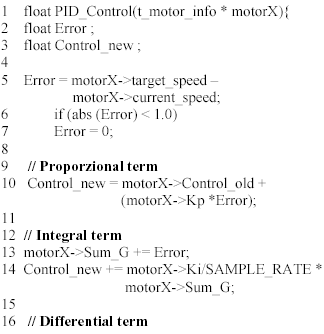 1 float PID_Control(t_motor_info * motorX){
2 float Error ;
3 float Control_new ;
4
5 Error = motorX->target_speed –
motorX->current_speed;
6 if (abs (Error) < 1.0)
7 Error = 0;
8
9 // Proporzional term
10 Control_new = motorX->Control_old +
(motorX->Kp *Error);
11
12 // Integral term
13 motorX->Sum_G += Error;
14 Control_new += motorX->Ki/SAMPLE_RATE *
motorX->Sum_G;
15
16 // Differential term